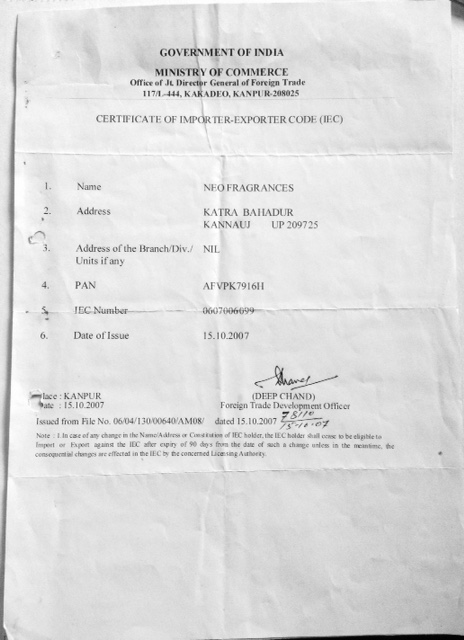 GOVERNMENT OF INDIA
MINISTRY OF COMMERCE
Office of Jt. Director General of Foreign Trade
117/L-444, KAKADEO, KANPUR-208025
CERTIFICATE OF IMPORTER-EXPORTER CODE (IEC)
1. Name NEO FRAGRANCES
2. Address KATRA BAHADUR
KANNAUJ UP 209725
3. Address of the Branch/Div./ NIL
Units if any
4. PAN AFVPK7916H
5. IEC Number 0607006099
6. Date of Issue 15.10.2007
lace : KANPUR (DEEP CHAND)
ate : 15.10.2007 Foreign Trade Development Officer
Issued from File No. 06/04/130/00640/AM08/ dated 15.10.2007
15-10-07
Note : 1.In case of any change in the Name/Address or Constitution of IEC holder, the IEC holder shall cease to be eligible to
Import or Export against the IEC after expiry of 90 days from the date of such a change unless in the meantime, the
consequential changes are effected in the IEC by the concerned Licensing Authority.